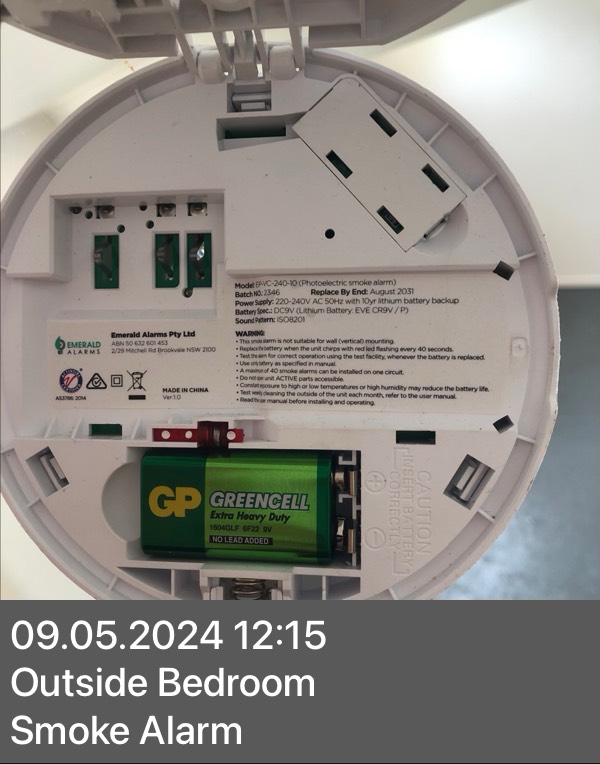 Model: EP-VC-240-10 (Photoelectric smoke alarm)
Batch NO.: 2346 Replace By End: August 2031
Power Supply: 220-240V AC 50Hz with 10yr lithium battery backup
Battery Spec.: DC9V (Lithium Battery: EVE CR9V / P)
Sound Pattern: ISO8201
WARNING:
• This smoke alarm is not suitable for wall (vertical) mounting.
• Replace battery when the unit chirps with red led flashing every 40 seconds.
• Test the alarm for correct operation using the test facility, whenever the battery is replaced.
• Use only battery as specified in manual.
• A maximum of 40 smoke alarms can be installed on one circuit.
• Do not open unit ACTIVE parts accessible.
• Constant exposure to high or low temperatures or high humidity may reduce the battery life.
• Test weekly cleaning the outside of the unit each month, refer to the user manual.
• Read the user manual before installing and operating.
EMERALD
ALARMS
Emerald Alarms Pty Ltd
ABN 50 632 601 453
2/29 Mitchell Rd Brookvale NSW 2100
AS3786: 2014
MADE IN CHINA
Ver:1.0
GP GREENCELL
Extra Heavy Duty
1604GLF 6F22 9V
NO LEAD ADDED
CAUTION
INSERT BATTERY
CORRECTLY
09.05.2024 12:15
Outside Bedroom
Smoke Alarm